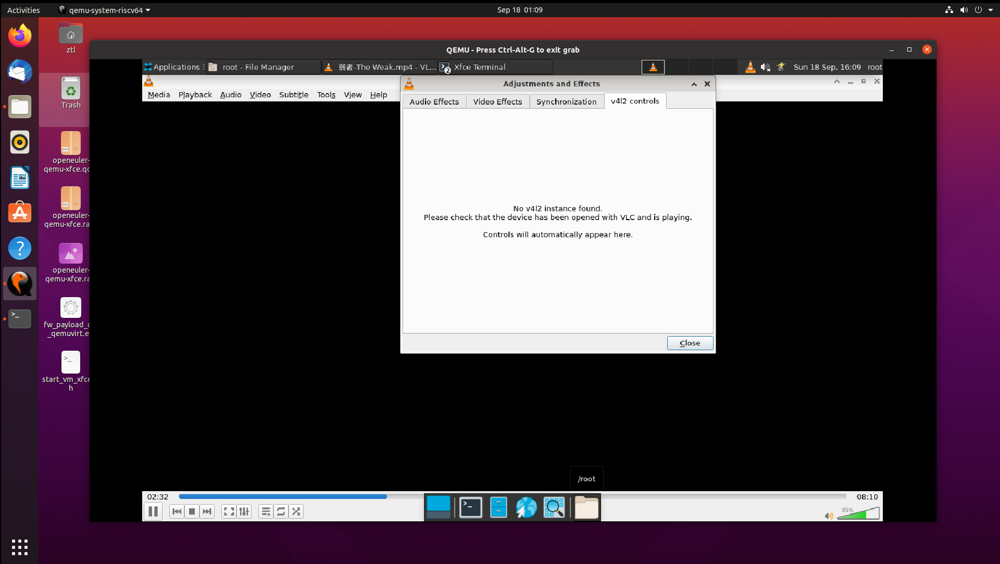 Activities
qemu-system-riscv64
Sep 18 01:09
ztl
Trash
openeuler-
qemu-xfce.qc
openeuler-
qemu-xfce.ra
openeuler-
qemu-xfce.ra
fw_payload_
_qemuvirt.e
start_vm_xfce
h
QEMU - Press Ctrl-Alt-G to exit grab
Applications
root - File Manager
弱者-The Weak.mp4 - VL...
2
Xfce Terminal
Sun 18 Sep, 16:09
root
Media
Playback
Audio
Video
Subtitle
Tools
View
Help
Adjustments and Effects
Audio Effects
Video Effects
Synchronization
v4l2 controls
No v4l2 instance found.
Please check that the device has been opened with VLC and is playing.
Controls will automatically appear here.
Close
/root
02:32
08:10
85%